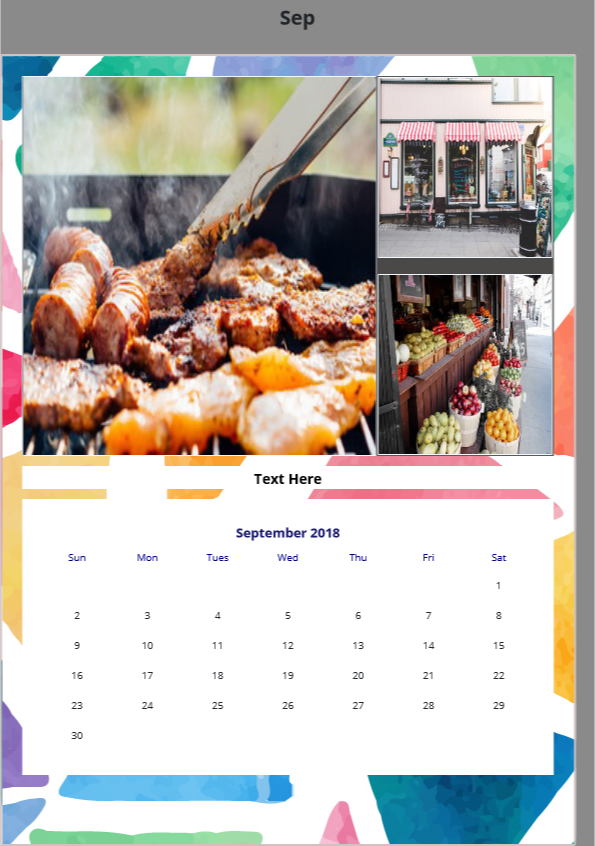 Sep
Text Here
September 2018
Sun Mon Tues Wed Thu Fri Sat
1
2 3 4 5 6 7 8
9 10 11 12 13 14 15
16 17 18 19 20 21 22
23 24 25 26 27 28 29
30